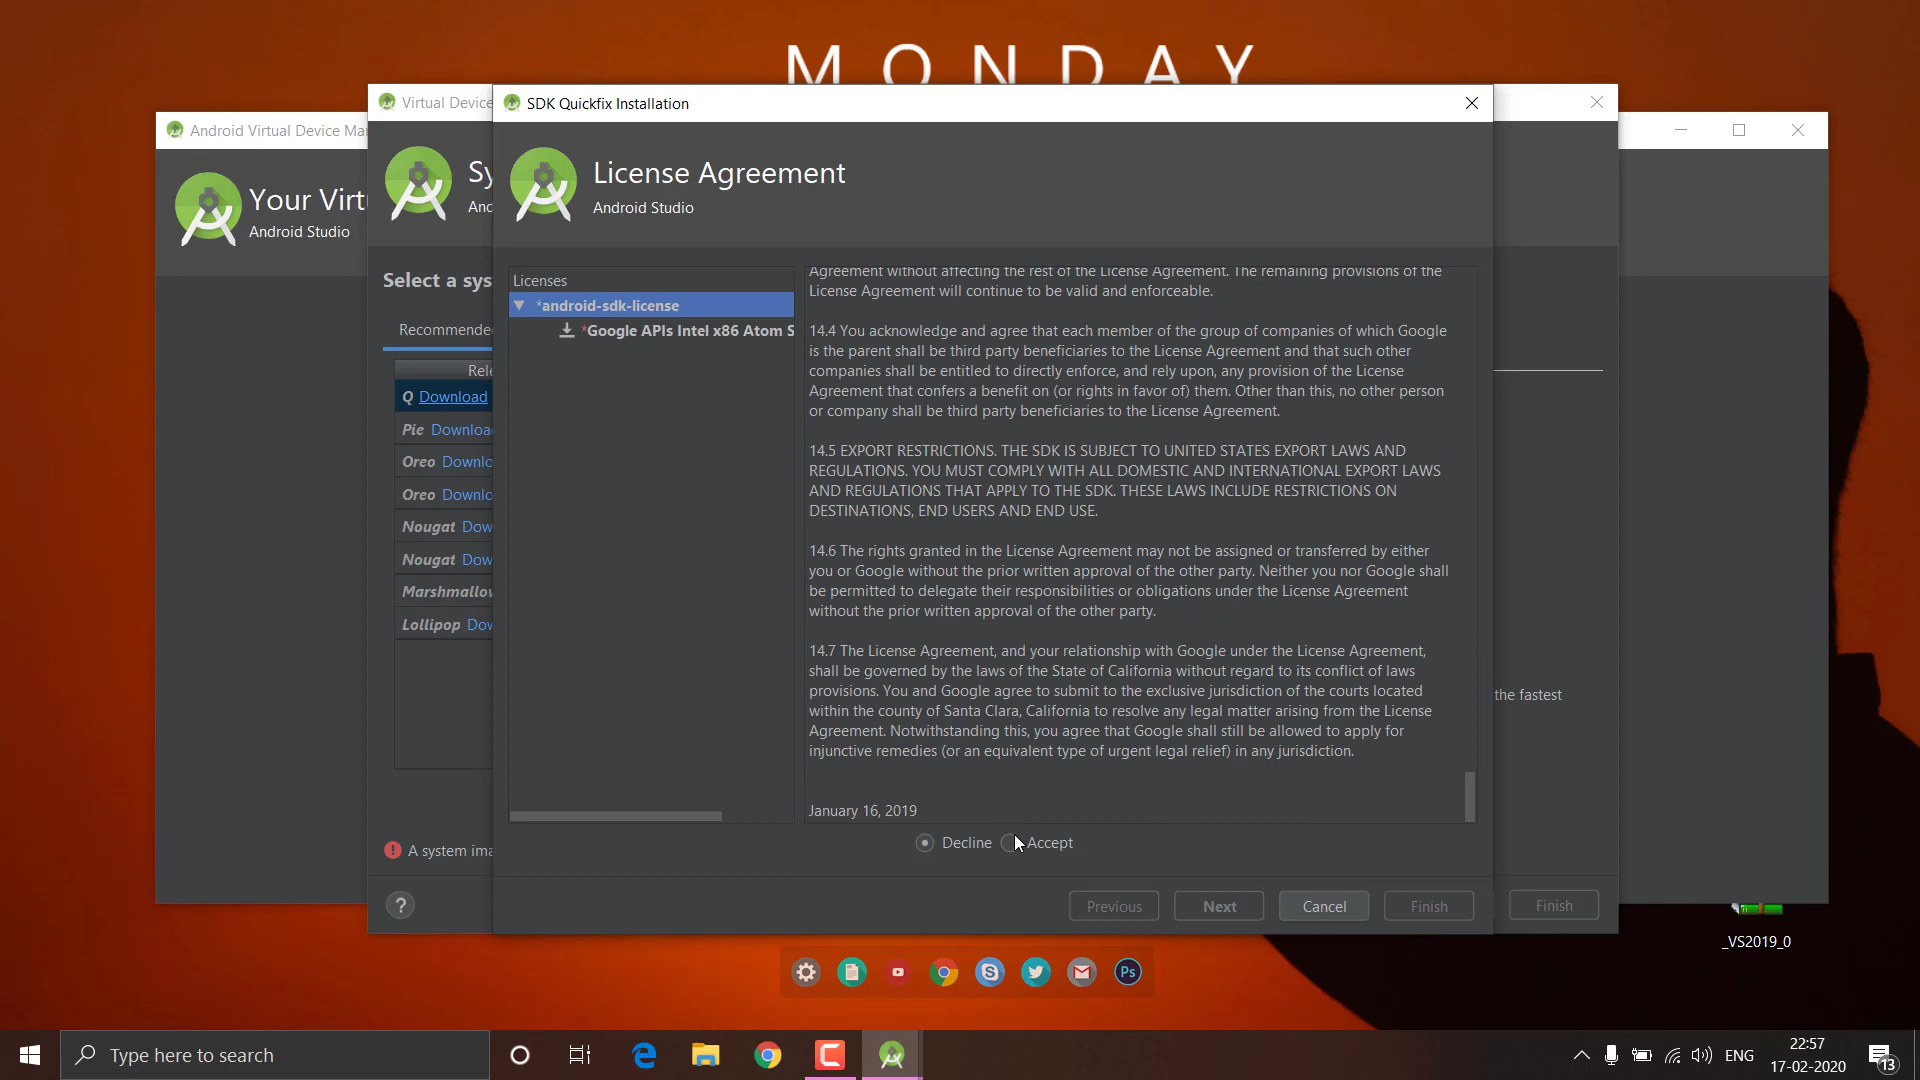 MONDAY
Virtual Device
SDK Quickfix Installation
Android Virtual Device Ma
Your Virtu
Android Studio
Sy
And
License Agreement
Android Studio
Select a sys
Recommende
Rele
Q Download
Pie Downloa
Oreo Downlo
Oreo Downlo
Nougat Dow
Nougat Dow
Marshmallo
Lollipop Dow
Licenses
*android-sdk-license
*Google APIs Intel x86 Atom S
Agreement without affecting the rest of the License Agreement. The remaining provisions of the
License Agreement will continue to be valid and enforceable.
14.4 You acknowledge and agree that each member of the group of companies of which Google
is the parent shall be third party beneficiaries to the License Agreement and that such other
companies shall be entitled to directly enforce, and rely upon, any provision of the License
Agreement that confers a benefit on (or rights in favor of) them. Other than this, no other person
or company shall be third party beneficiaries to the License Agreement.
14.5 EXPORT RESTRICTIONS. THE SDK IS SUBJECT TO UNITED STATES EXPORT LAWS AND
REGULATIONS. YOU MUST COMPLY WITH ALL DOMESTIC AND INTERNATIONAL EXPORT LAWS
AND REGULATIONS THAT APPLY TO THE SDK. THESE LAWS INCLUDE RESTRICTIONS ON
DESTINATIONS, END USERS AND END USE.
14.6 The rights granted in the License Agreement may not be assigned or transferred by either
you or Google without the prior written approval of the other party. Neither you nor Google shall
be permitted to delegate their responsibilities or obligations under the License Agreement
without the prior written approval of the other party.
14.7 The License Agreement, and your relationship with Google under the License Agreement,
shall be governed by the laws of the State of California without regard to its conflict of laws
provisions. You and Google agree to submit to the exclusive jurisdiction of the courts located
within the county of Santa Clara, California to resolve any legal matter arising from the License
Agreement. Notwithstanding this, you agree that Google shall still be allowed to apply for
injunctive remedies (or an equivalent type of urgent legal relief) in any jurisdiction.
January 16, 2019
the fastest
A system ima
Decline Accept
?
Previous Next Cancel Finish Finish
_VS2019_0
Ps
Type here to search
ENG
22:57
17-02-2020
13